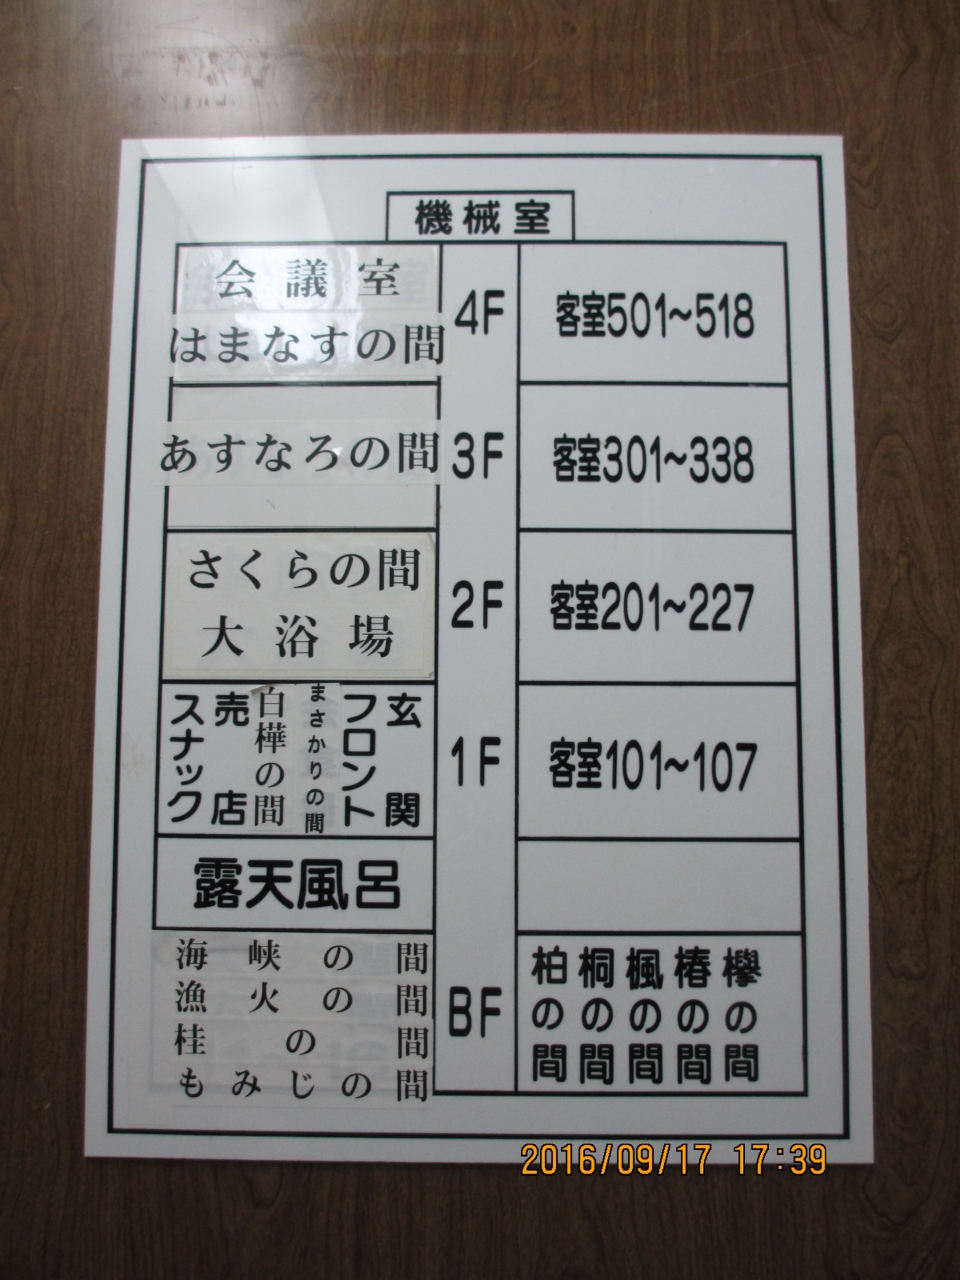 機械室
会議室
はまなすの間
4F
客室501~518
あすなろの間
3F
客室301~338
さくらの間
大浴場
2F
客室201~227
玄関
フロント
まさかりの間
白樺の間
売店
スナック
1F
客室101~107
露天風呂
海峡の間
漁火の間
桂の間
もみじの間
BF
欅の間
椿の間
楓の間
桐の間
柏の間
2016/09/17 17:39